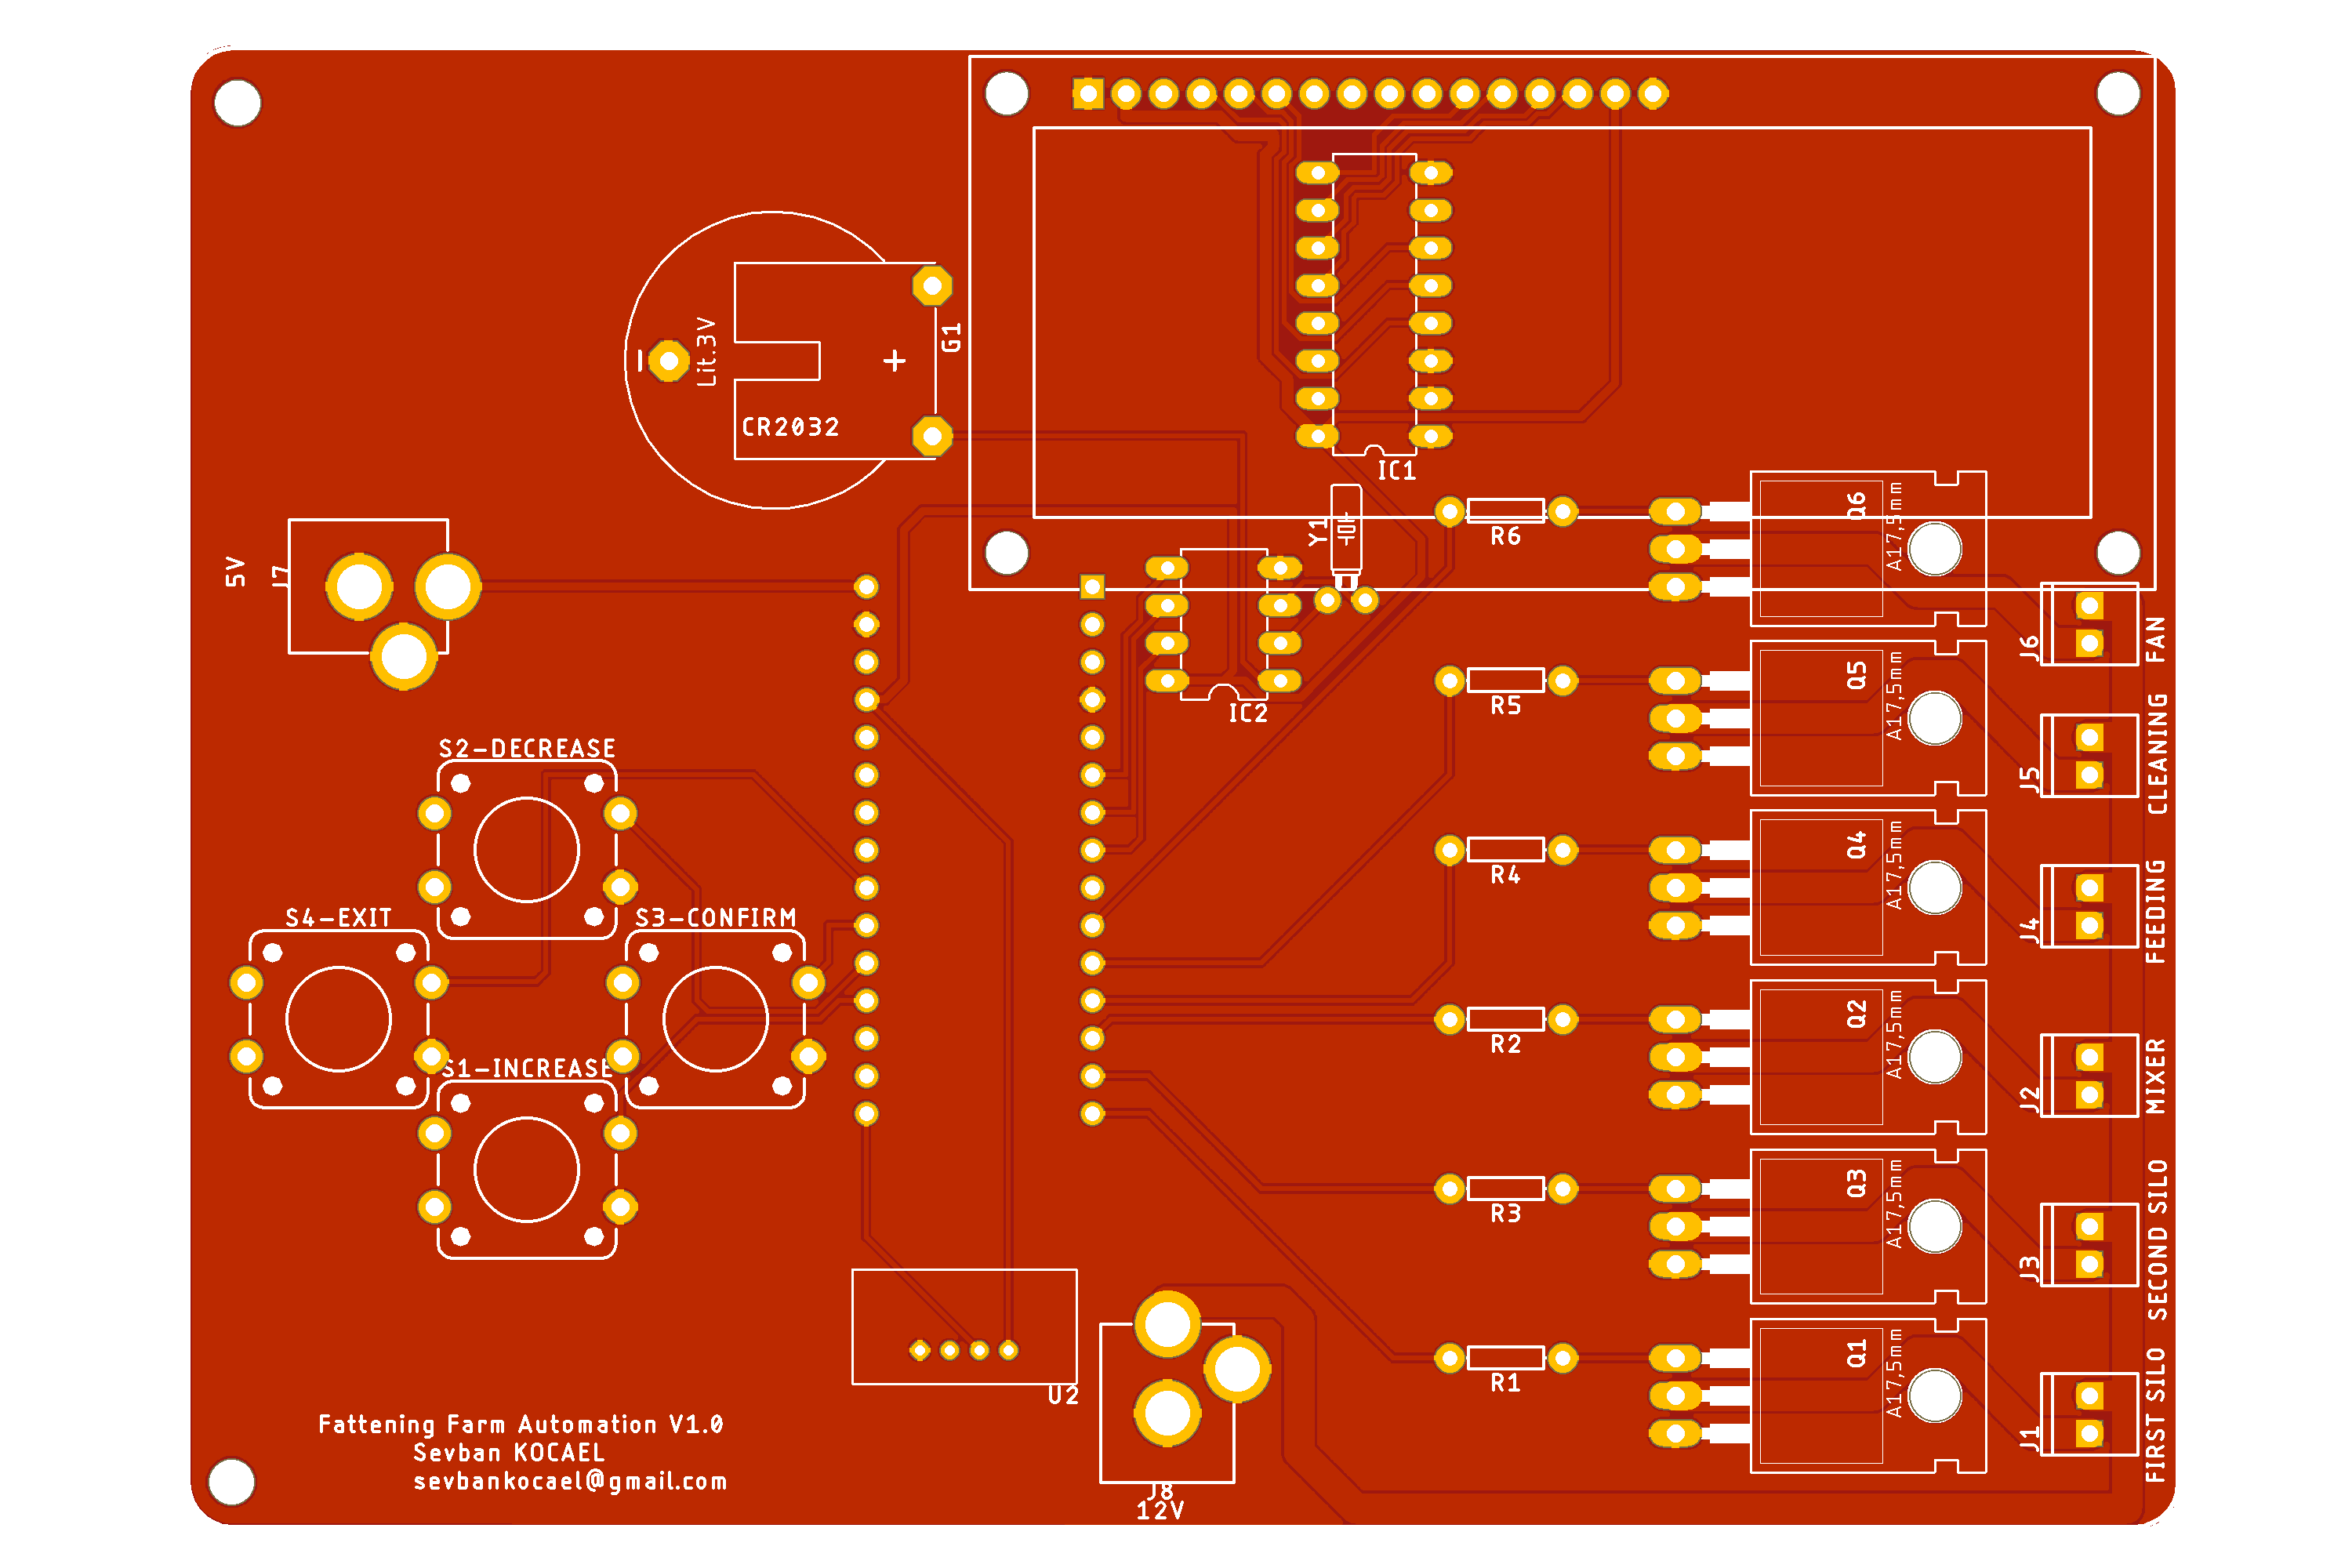 Lit.3V
-
+
G1
CR2032
IC1
Q6
A17,5mm
Y1
R6
5V
J7
J6
FAN
Q5
A17,5mm
R5
IC2
S2-DECREASE
J5
CLEANING
Q4
A17,5mm
R4
S4-EXIT
S3-CONFIRM
J4
FEEDING
Q2
A17,5mm
R2
S1-INCREASE
J2
MIXER
Q3
A17,5mm
R3
J3
SECOND SILO
Q1
A17,5mm
R1
U2
J1
FIRST SILO
Fattening Farm Automation V1.0
Sevban KOCAEL
sevbankocael@gmail.com
J8
12V